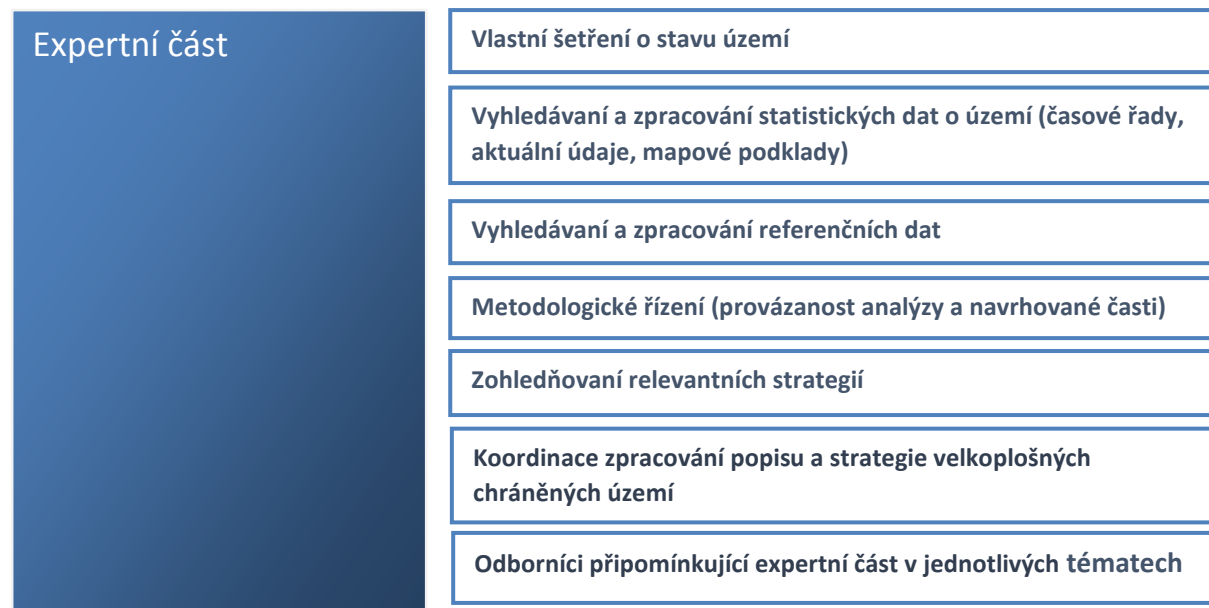 Expertní část
Vlastní šetření o stavu území
Vyhledávaní a zpracování statistických dat o území (časové řady,
aktuální údaje, mapové podklady)
Vyhledávaní a zpracování referenčních dat
Metodologické řízení (provázanost analýzy a navrhované časti)
Zohledňovaní relevantních strategií
Koordinace zpracování popisu a strategie velkoplošných
chráněných území
Odborníci připomínkující expertní část v jednotlivých tématech